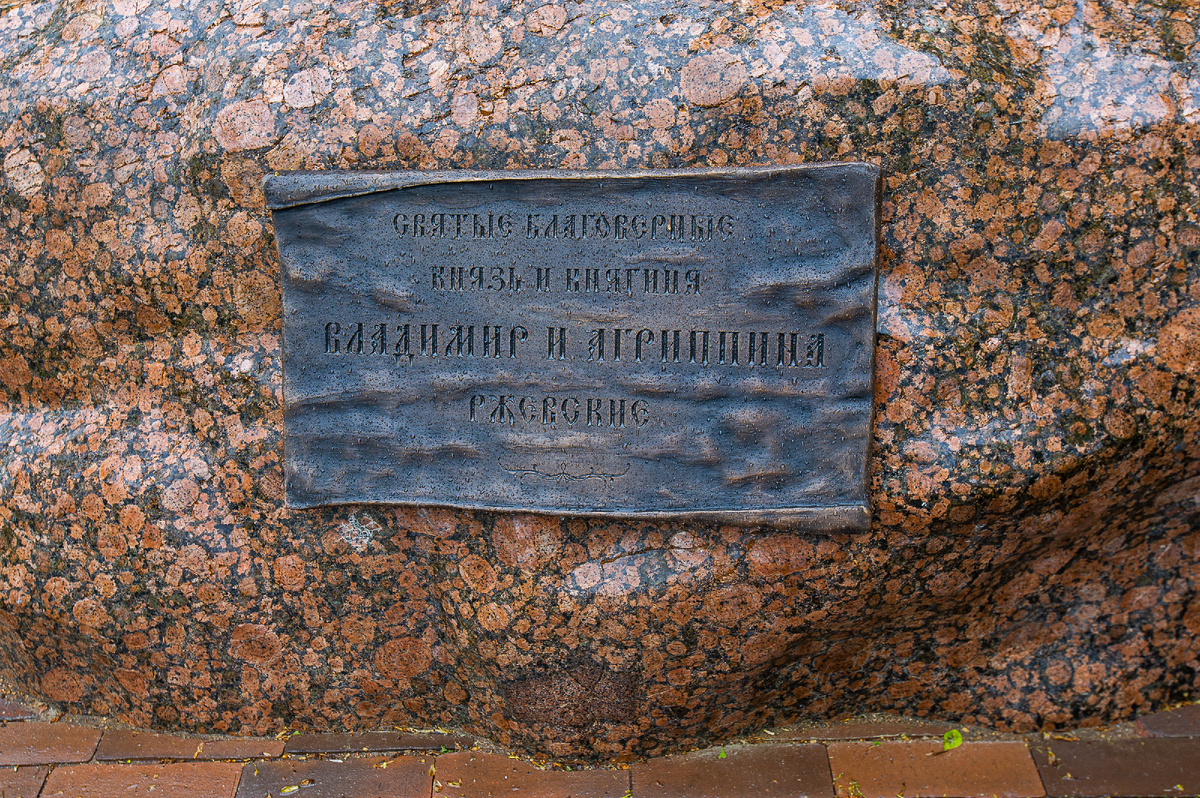 СВЯТЫЕ БЛАГОВЕРНЫЕ
КНЯЗЬ И КНЯГИНЯ
ВЛАДИМИР И АГРИППИНА
РЖЕВСКИЕ